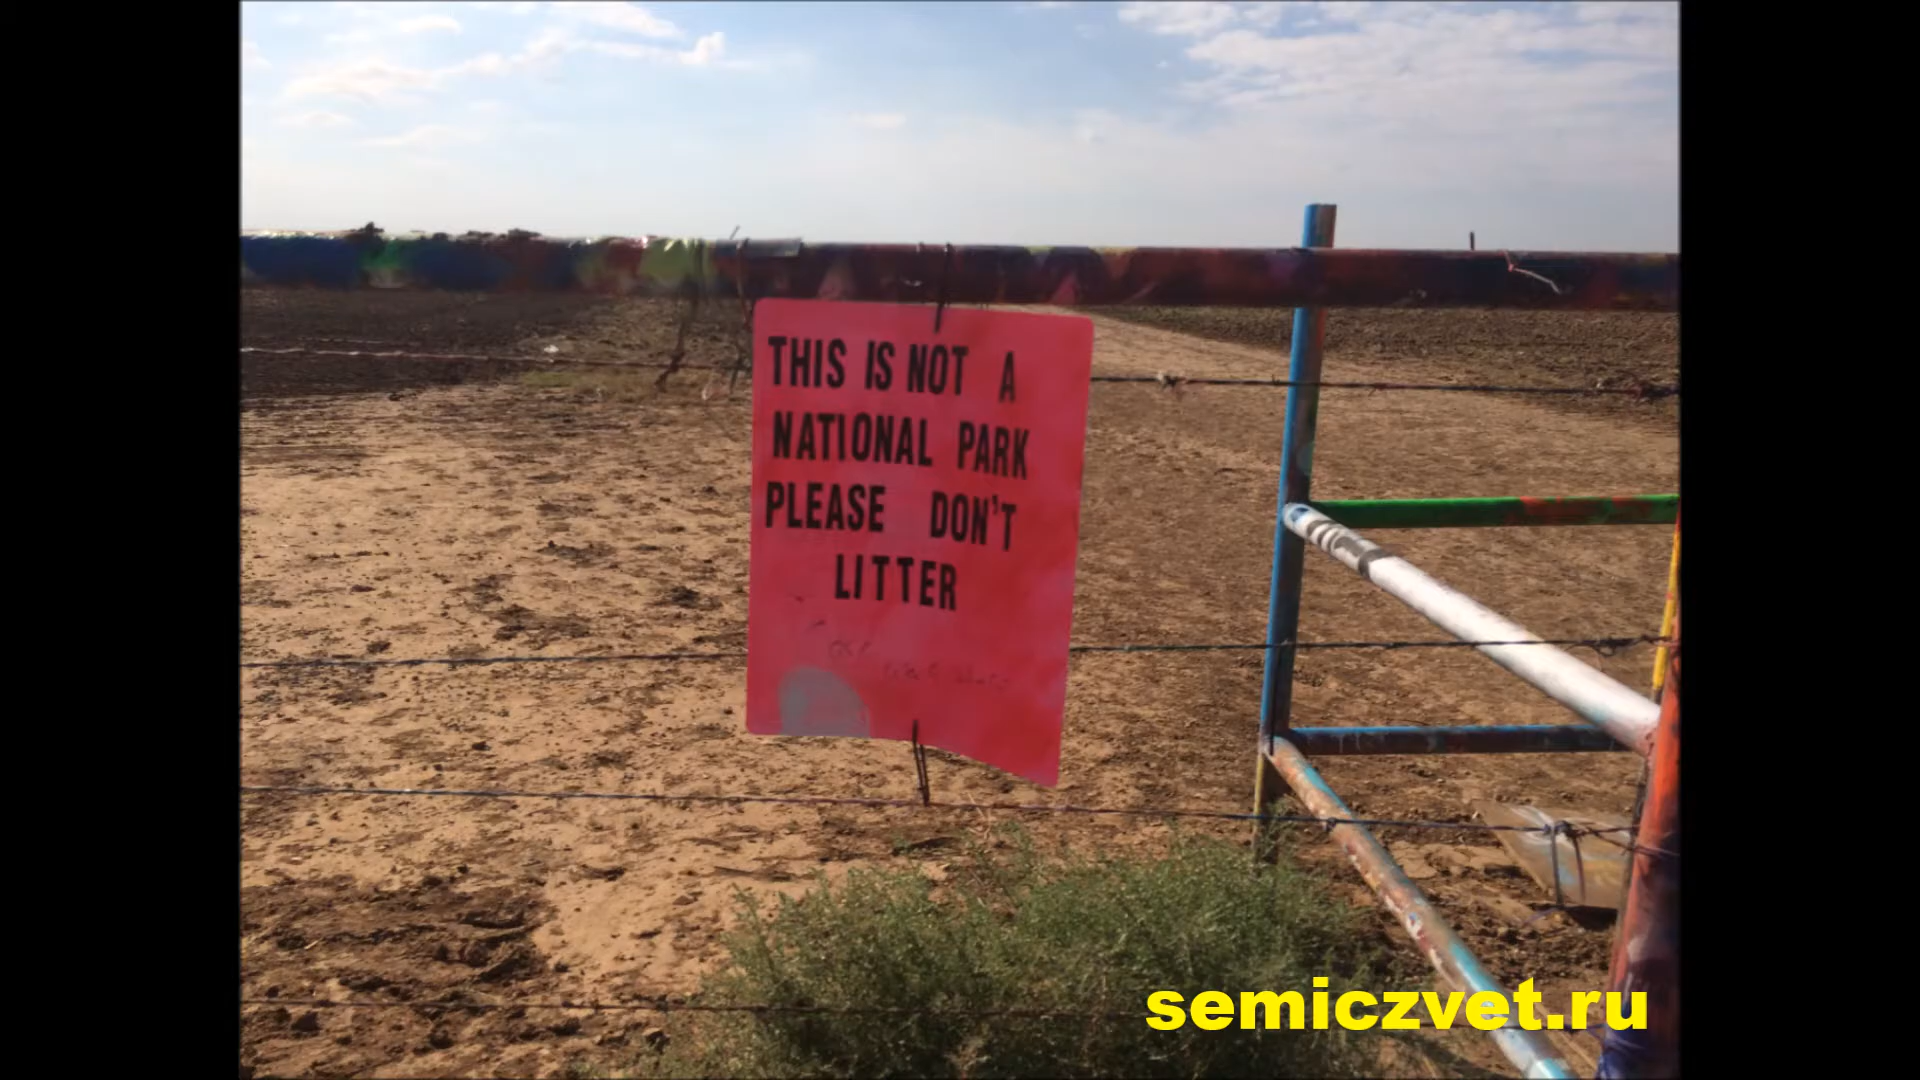 THIS IS NOT A
NATIONAL PARK
PLEASE DON'T
LITTER
semiczvet.ru